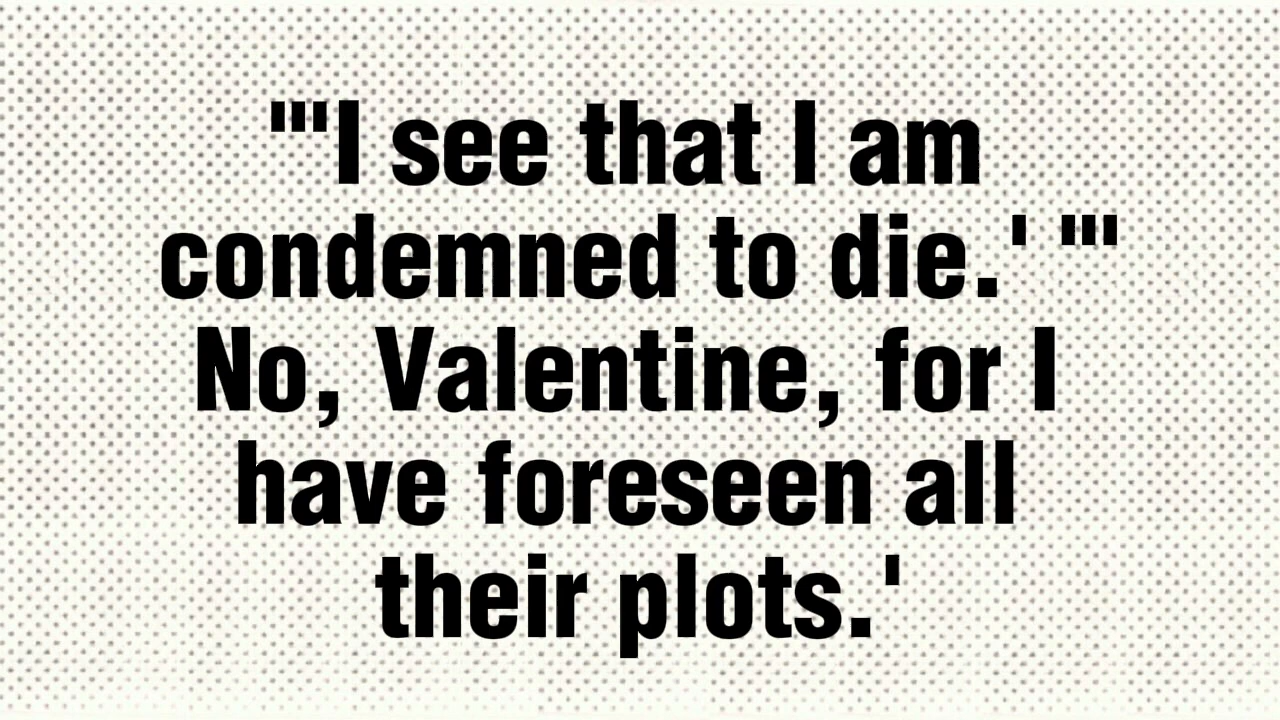 "'I see that I am
condemned to die.' "'
No, Valentine, for I
have foreseen all
their plots.'